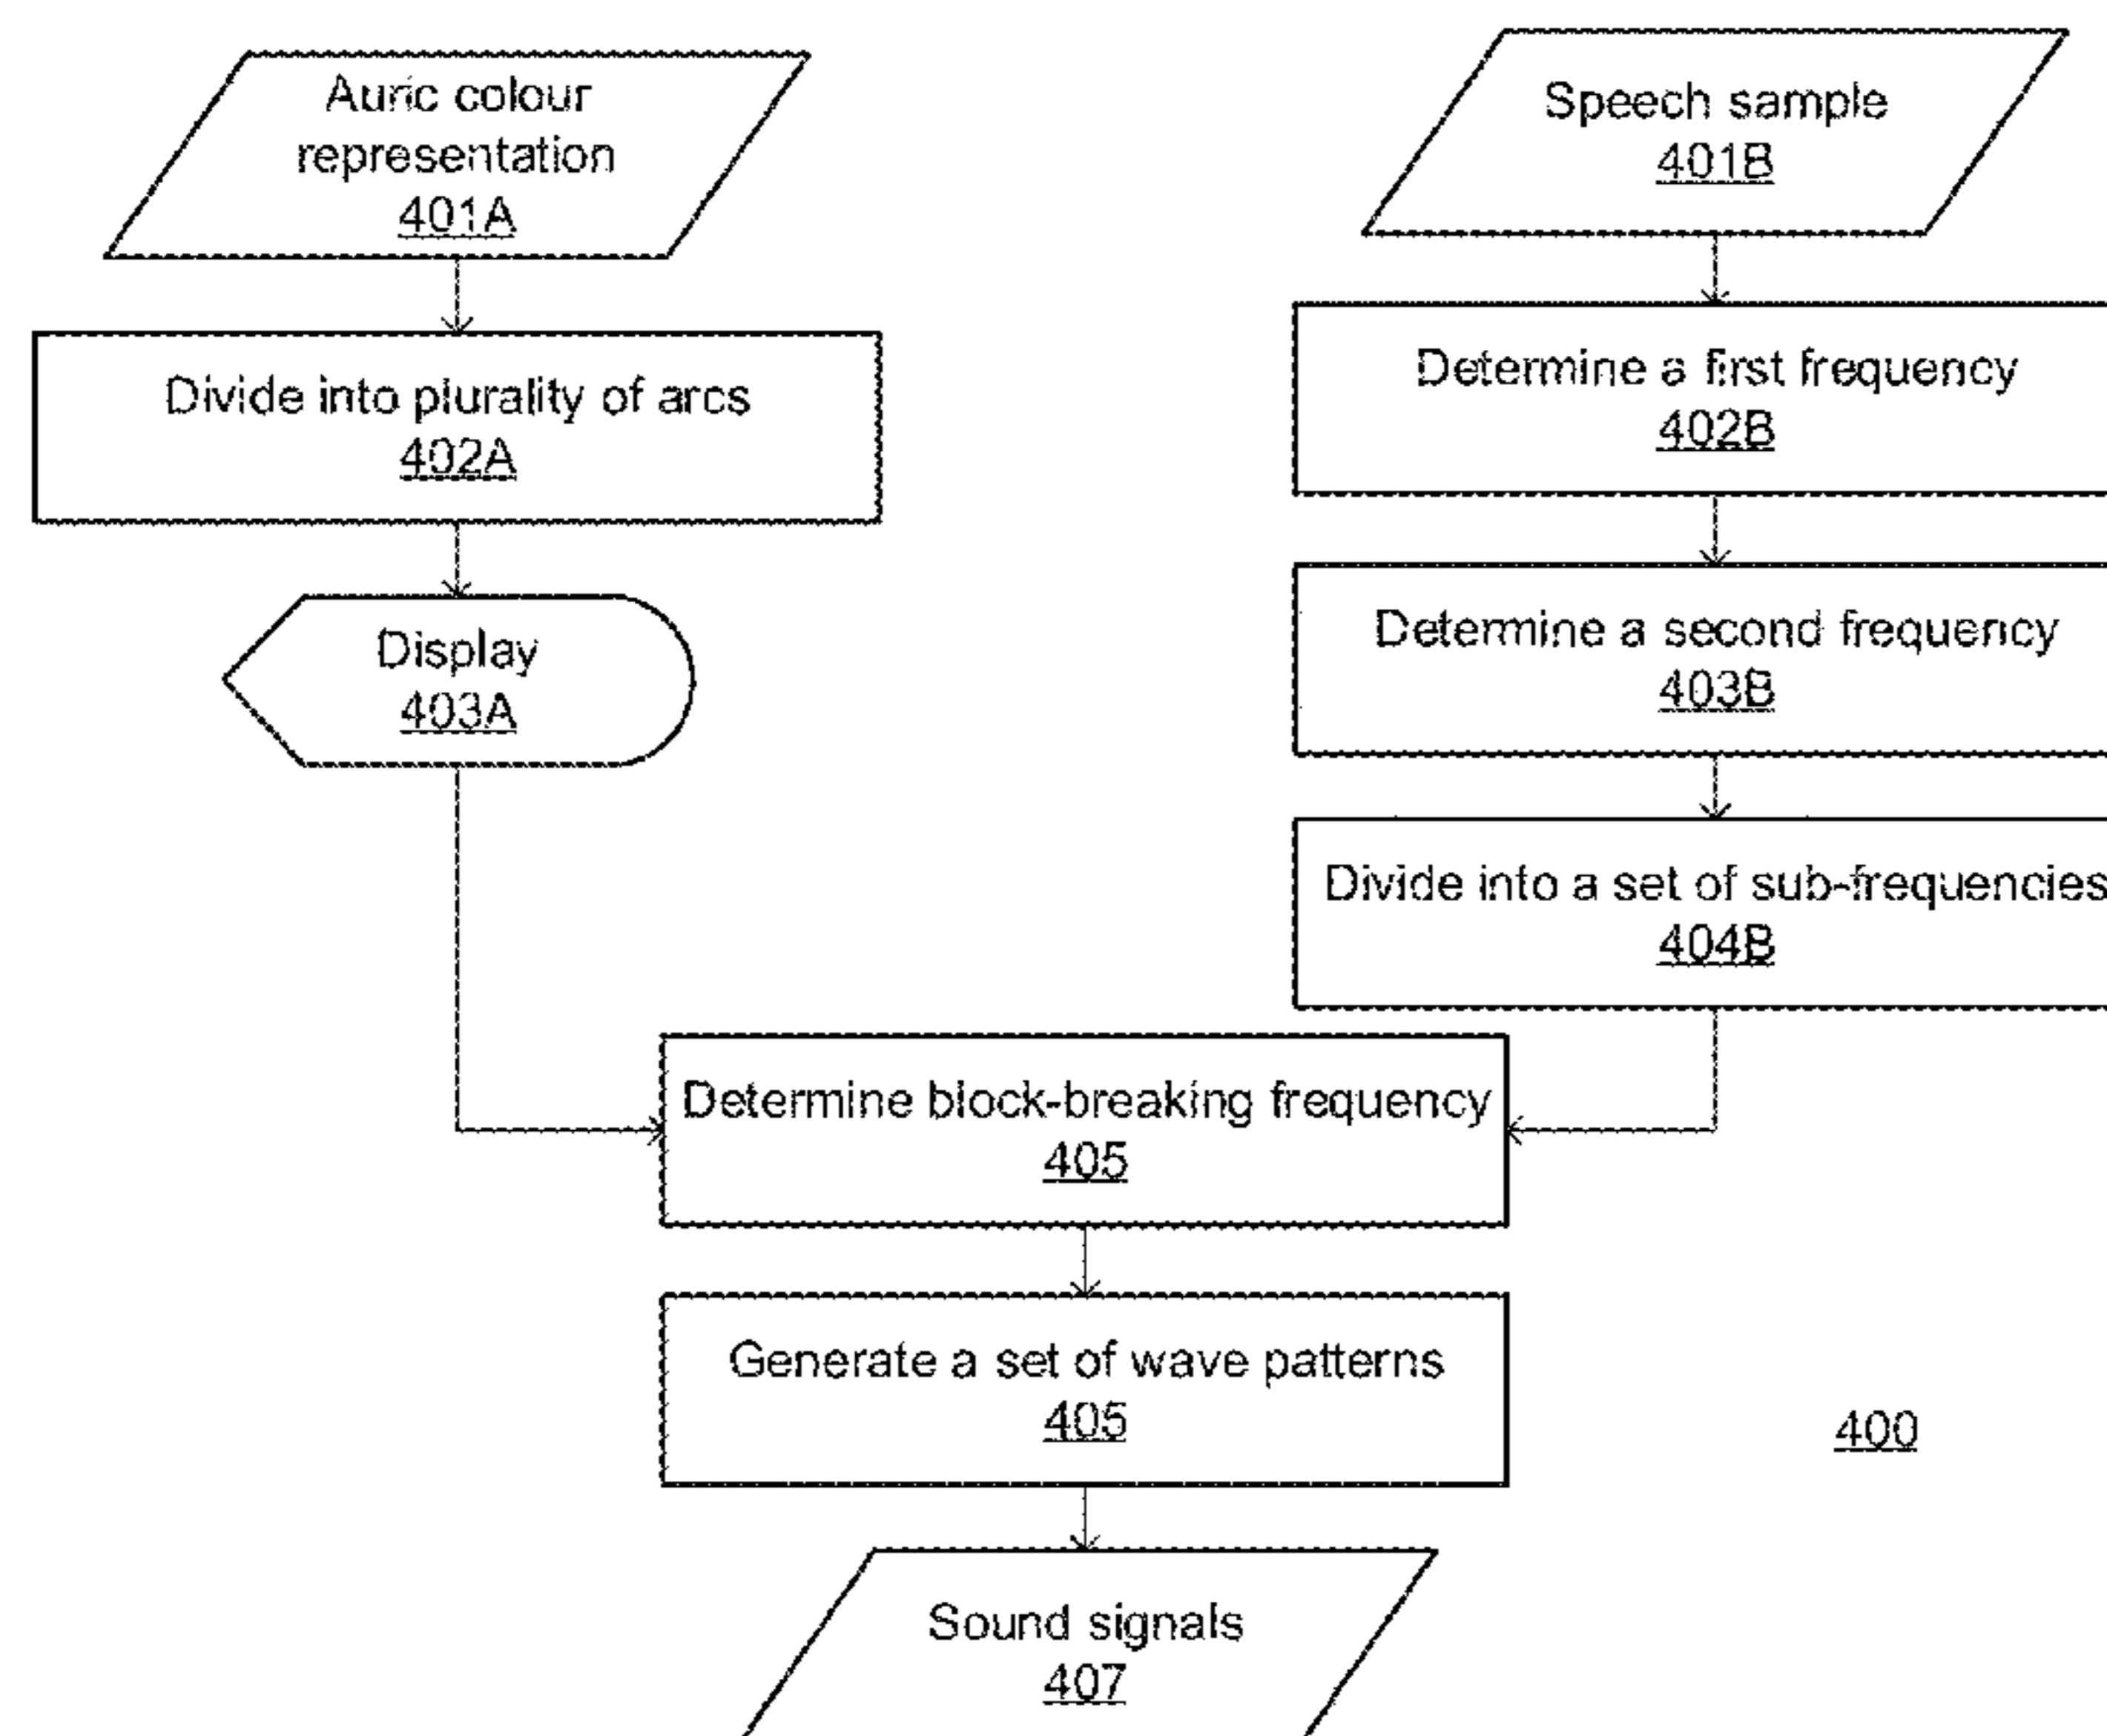 Auric colour
representation
401A
Divide into plurality of arcs
402A
Display
403A
Speech sample
401B
Determine a first frequency
402B
Determine a second frequency
403B
Divide into a set of sub-frequencies
404B
Determine block-breaking frequency
405
Generate a set of wave patterns
405
400
Sound signals
407